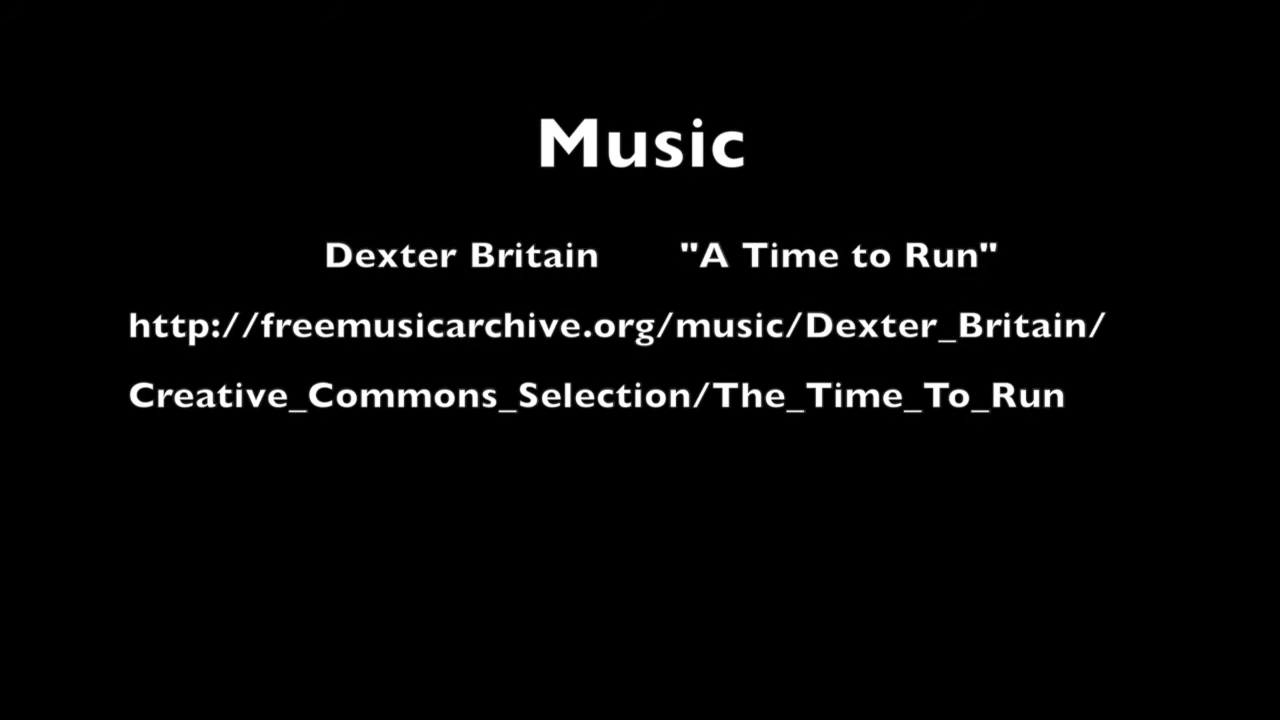 Music
Dexter Britain "A Time to Run"
http://freemusicarchive.org/music/Dexter_Britain/
Creative_Commons_Selection/The_Time_To_Run